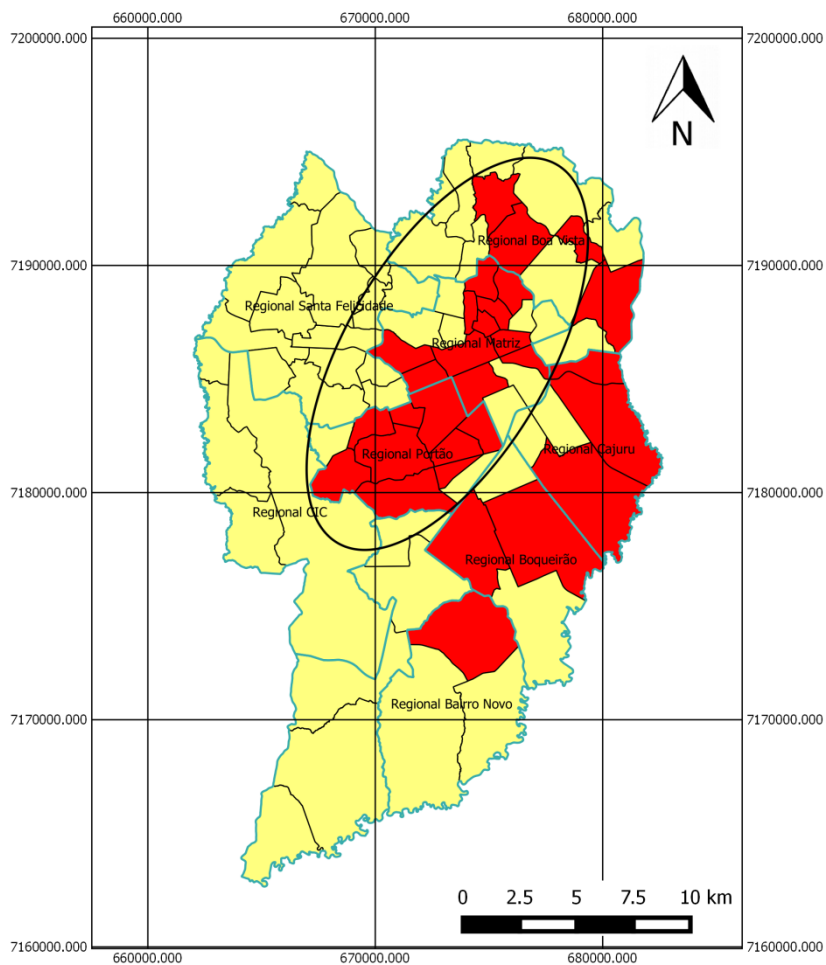 660000.000 670000.000 680000.000
7200000.000 7200000.000
N
Regional Boa Vista
7190000.000 7190000.000
Regional Santa Felicidade
Regional Matriz
Regional Portão
Regional Cajuru
7180000.000 7180000.000
Regional CIC
Regional Boqueirão
7170000.000 7170000.000
Regional Bairro Novo
0 2.5 5 7.5 10 km
7160000.000 7160000.000
660000.000 670000.000 680000.000